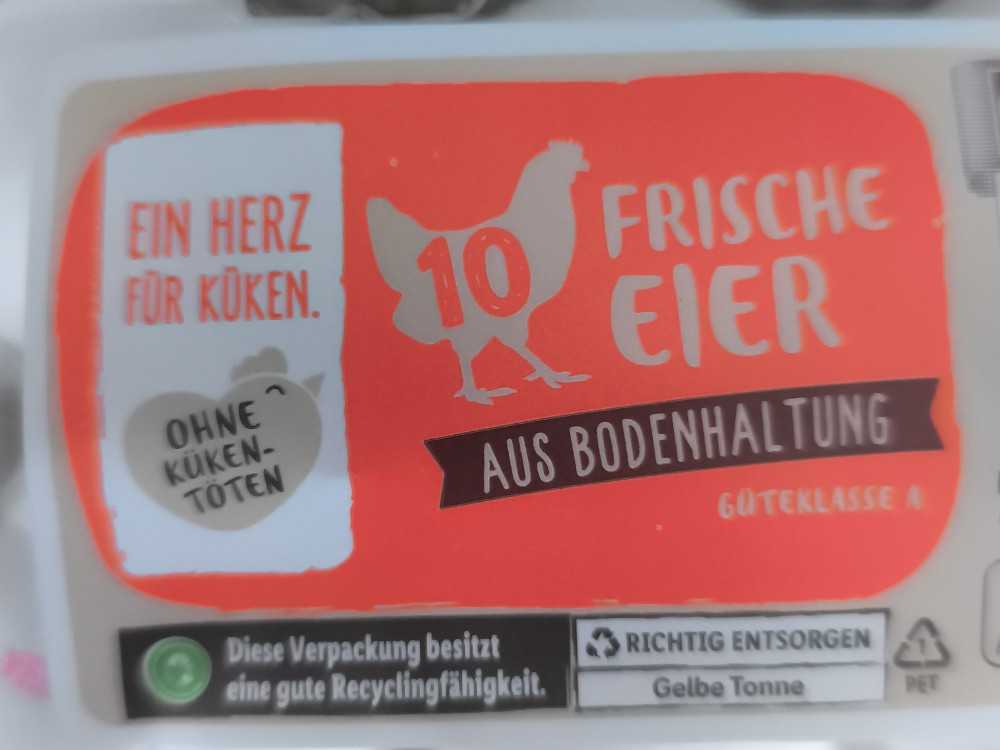 EIN HERZ
FÜR KÜKEN.
OHNE
KÜKEN-
TÖTEN
10
FRISCHE
EIER
AUS BODENHALTUNG
GÜTEKLASSE A
Diese Verpackung besitzt
eine gute Recyclingfähigkeit.
RICHTIG ENTSORGEN
Gelbe Tonne
1
PET